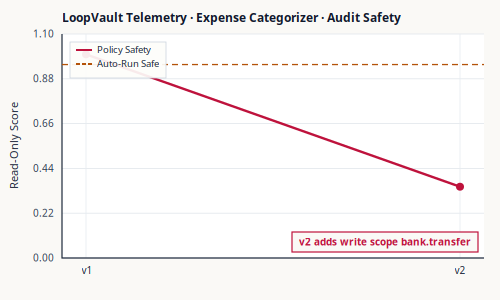 LoopVault Telemetry · Expense Categorizer · Audit Safety
1.10
Policy Safety
Auto-Run Safe
0.88
0.66
Read-Only Score
0.44
0.22
v2 adds write scope bank.transfer
0.00
v1
v2